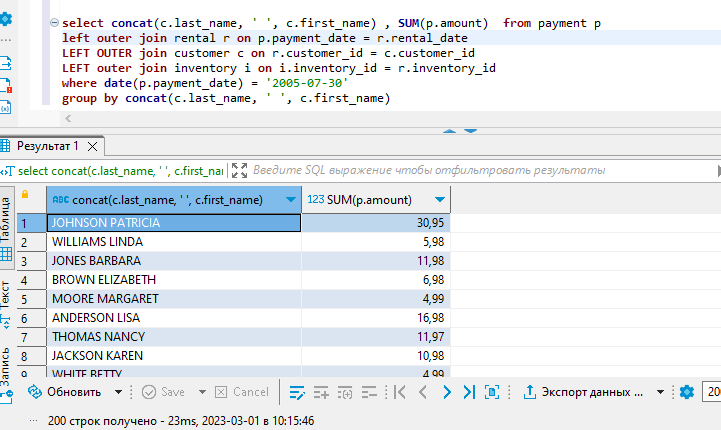 select concat(c.last_name, ' ', c.first_name) , SUM(p.amount)  from payment p
left outer join rental r on p.payment_date = r.rental_date
LEFT OUTER join customer c on r.customer_id = c.customer_id
LEFT outer join inventory i on i.inventory_id = r.inventory_id
where date(p.payment_date) = '2005-07-30'
group by concat(c.last_name, ' ', c.first_name)
Результат 1
select concat(c.last_name, ' ', c.first_nar Введите SQL выражение чтобы отфильтровать результаты
Таблица
Текст
Запись
ABC concat(c.last_name, ' ', c.first_name) 123 SUM(p.amount)
1 JOHNSON PATRICIA 30,95
2 WILLIAMS LINDA 5,98
3 JONES BARBARA 11,98
4 BROWN ELIZABETH 6,98
5 MOORE MARGARET 4,99
6 ANDERSON LISA 16,98
7 THOMAS NANCY 11,97
8 JACKSON KAREN 10,98
9 WHITE BETTY 4,99
Обновить Save Cancel Экспорт данных ... 200
200 строк получено - 23ms, 2023-03-01 в 10:15:46